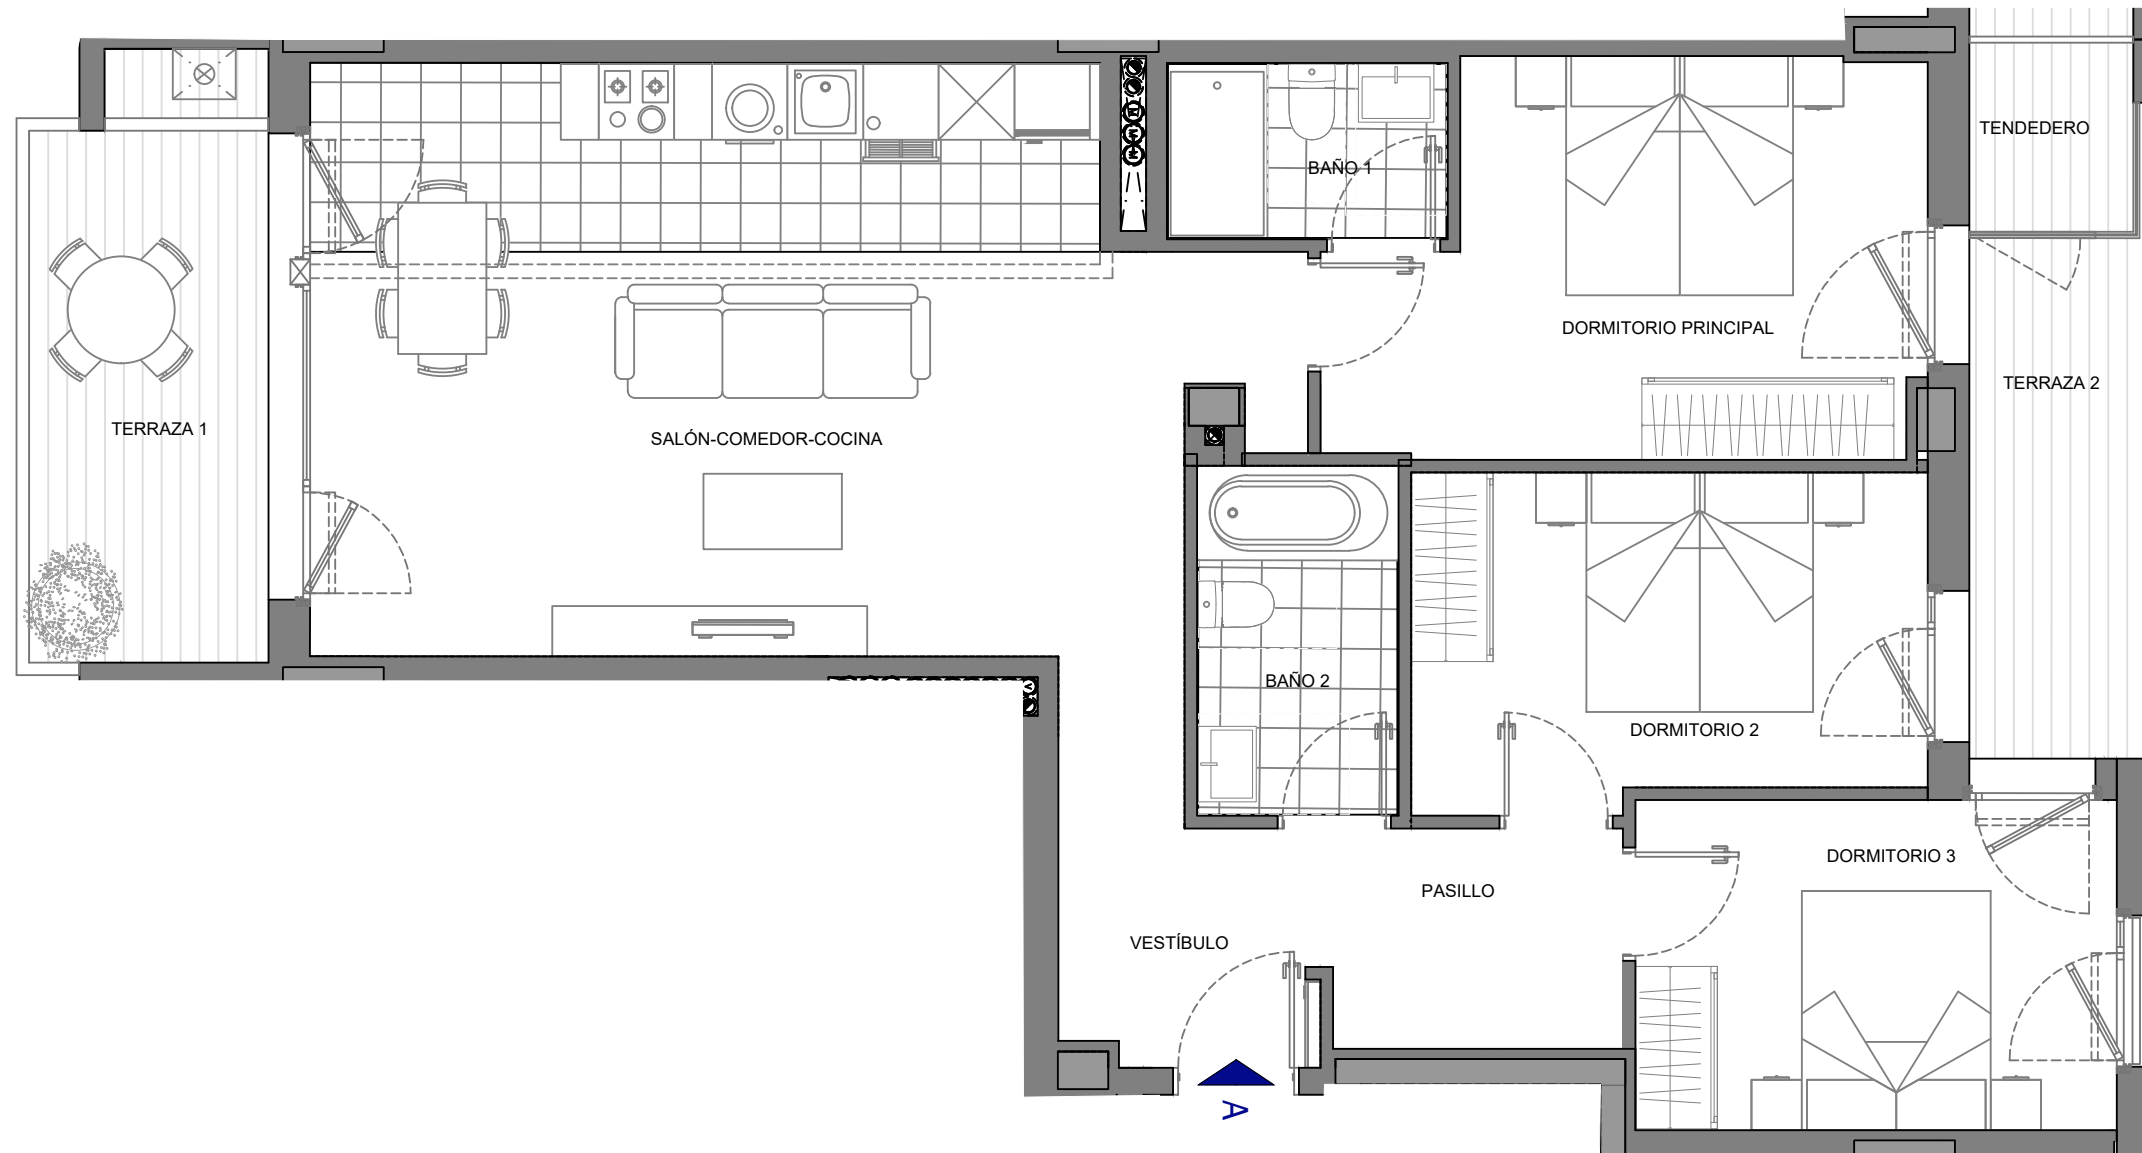 TENDEDERO
BAÑO 1
DORMITORIO PRINCIPAL
TERRAZA 2
TERRAZA 1
SALÓN-COMEDOR-COCINA
BAÑO 2
DORMITORIO 2
DORMITORIO 3
PASILLO
VESTÍBULO
A